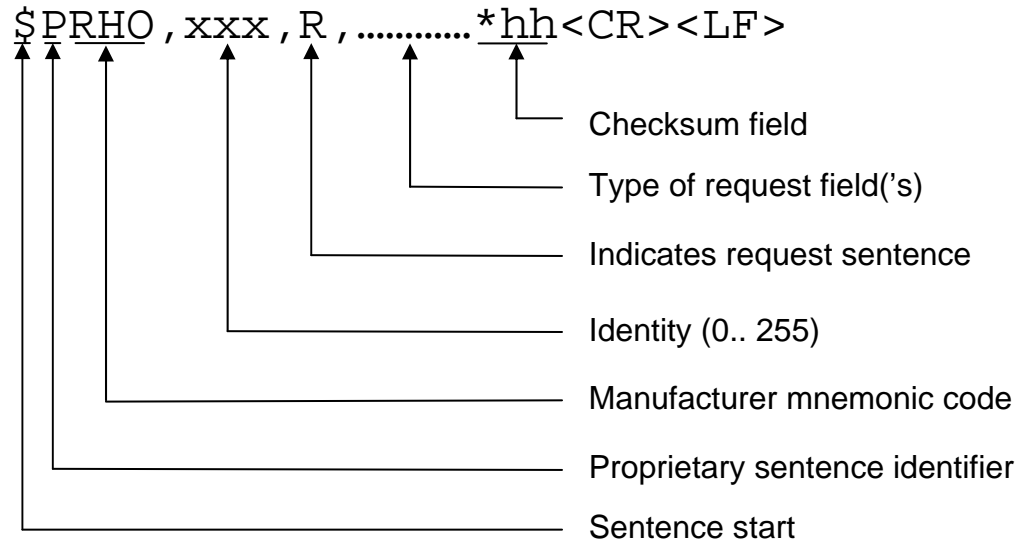 $PRHO,xxx,R,............*hh<CR><LF>
Checksum field
Type of request field('s)
Indicates request sentence
Identity (0.. 255)
Manufacturer mnemonic code
Proprietary sentence identifier
Sentence start